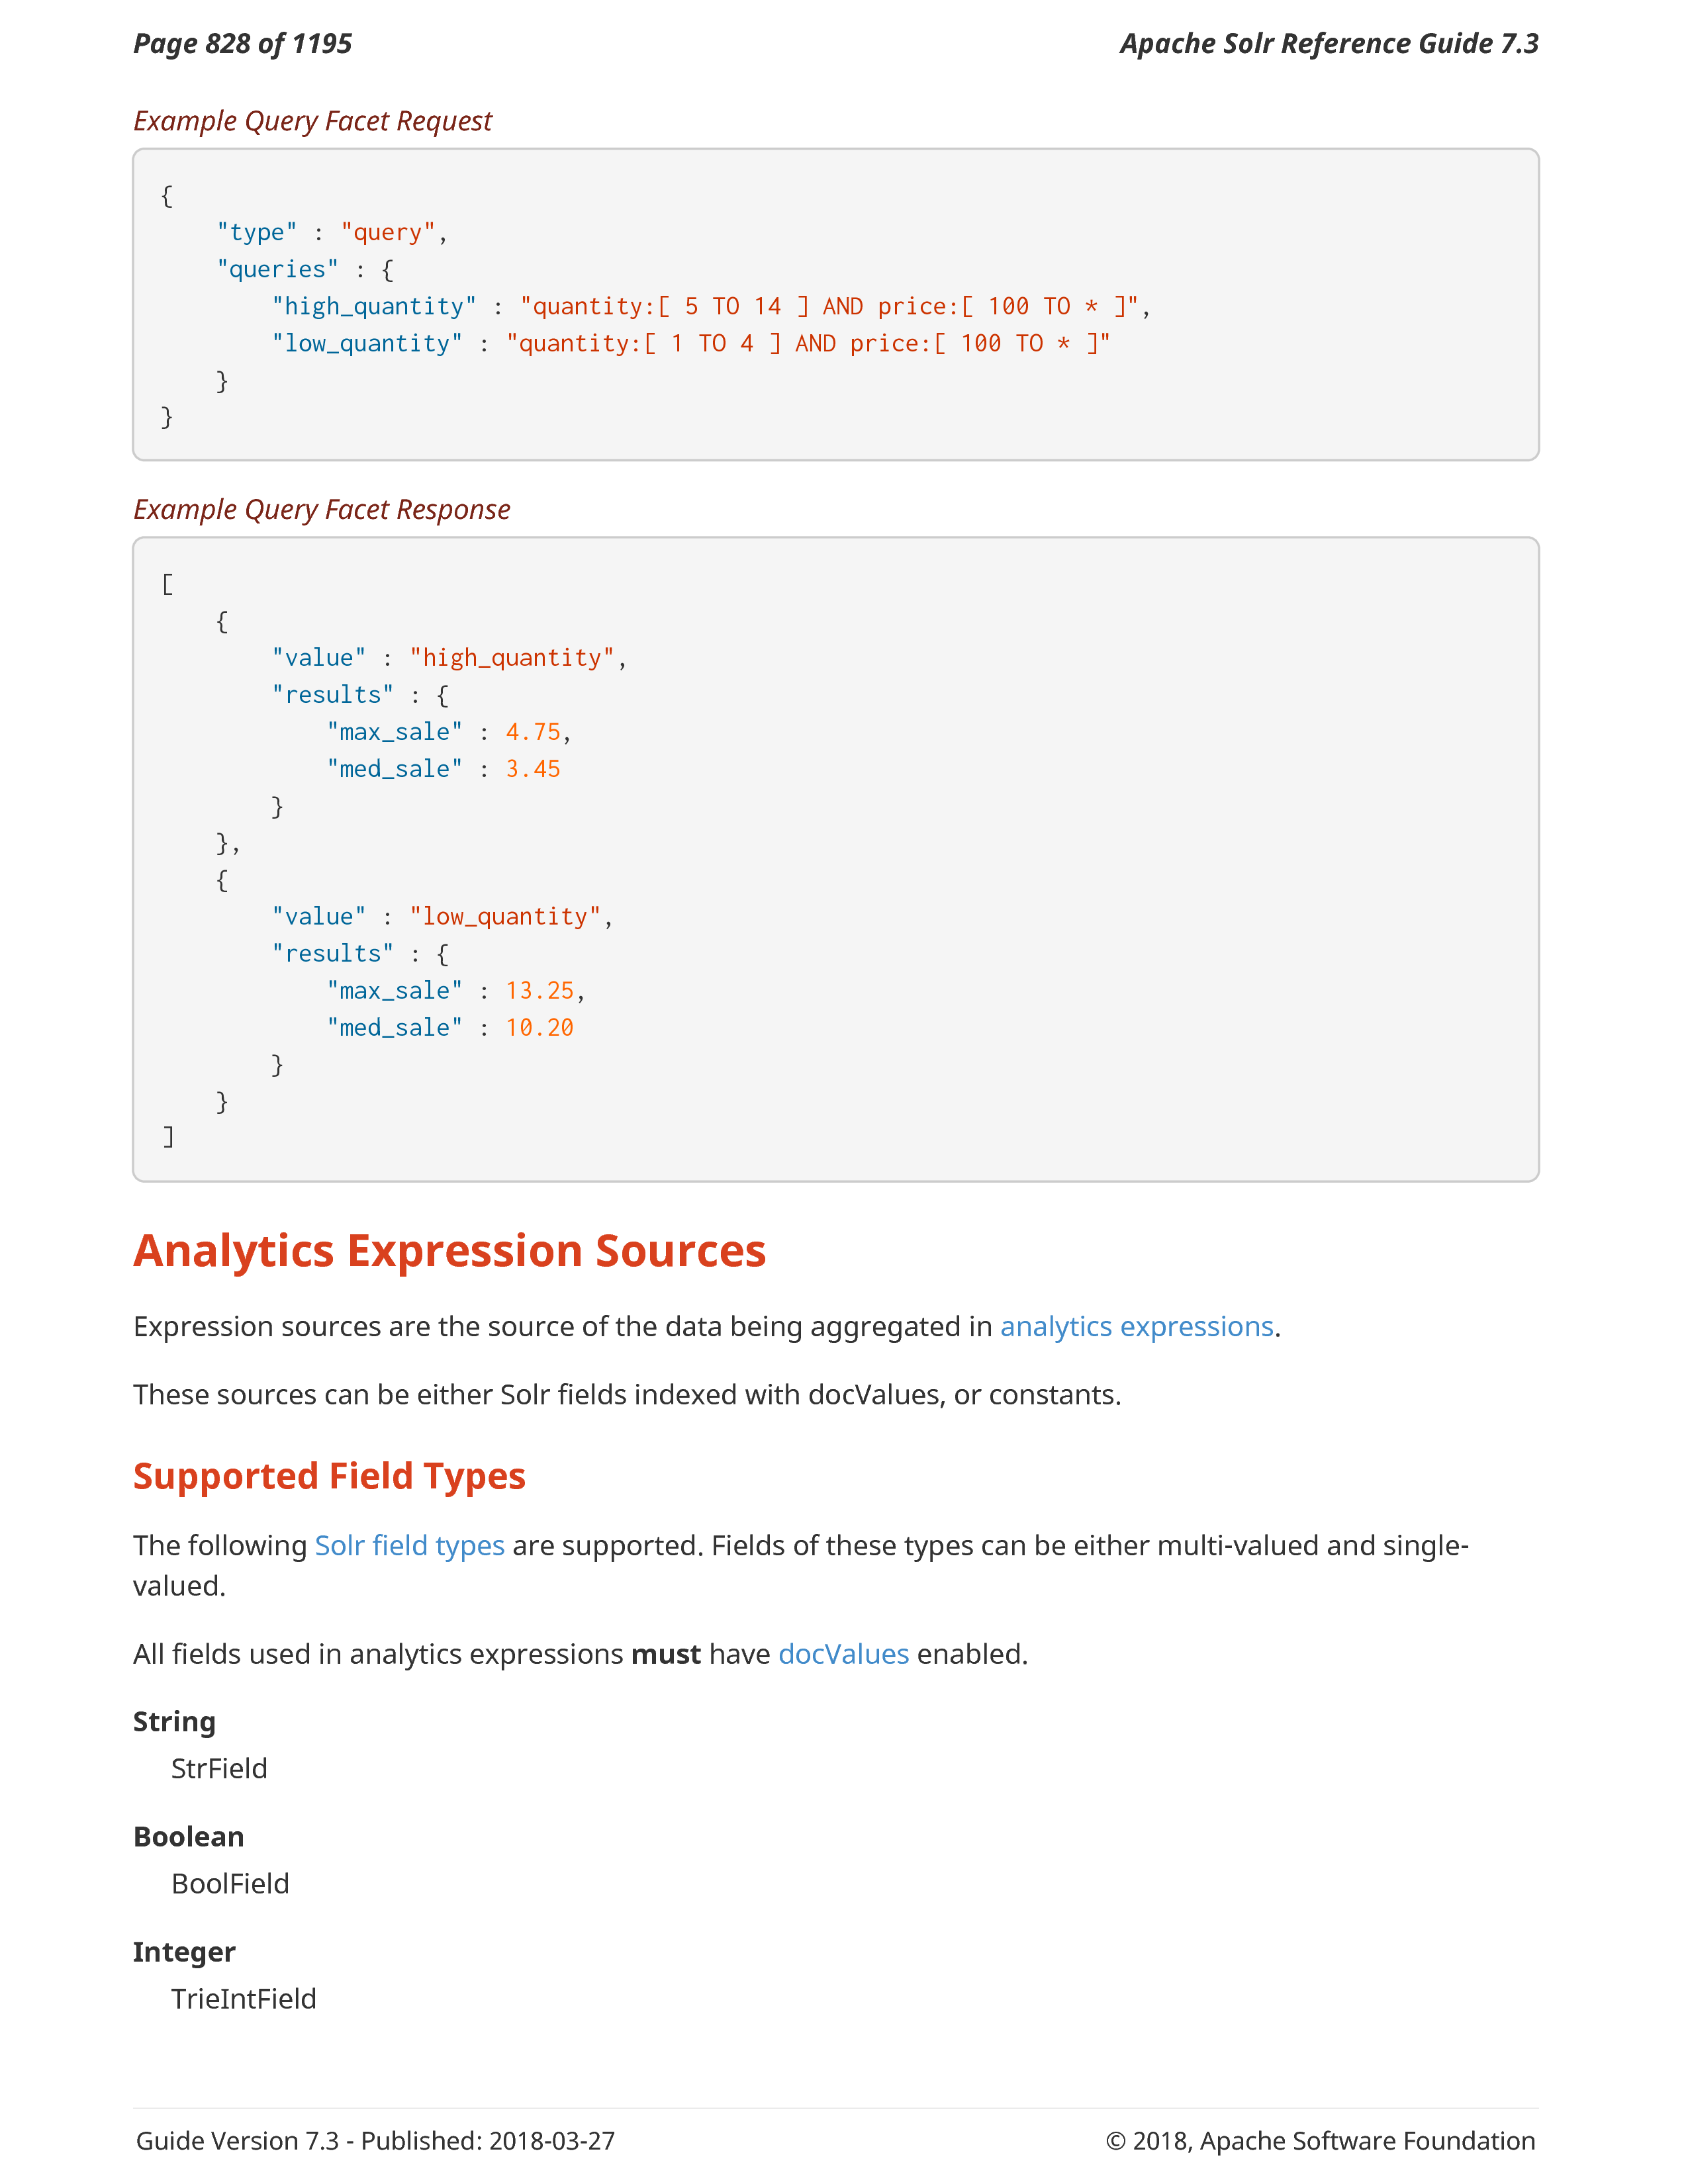 Page 828 of 1195
Apache Solr Reference Guide 7.3
Example Query Facet Request
{
    "type" : "query",
    "queries" : {
        "high_quantity" : "quantity:[ 5 TO 14 ] AND price:[ 100 TO * ]",
        "low_quantity" : "quantity:[ 1 TO 4 ] AND price:[ 100 TO * ]"
    }
}
Example Query Facet Response
[
    {
        "value" : "high_quantity",
        "results" : {
            "max_sale" : 4.75,
            "med_sale" : 3.45
        }
    },
    {
        "value" : "low_quantity",
        "results" : {
            "max_sale" : 13.25,
            "med_sale" : 10.20
        }
    }
]
Analytics Expression Sources
Expression sources are the source of the data being aggregated in analytics expressions.
These sources can be either Solr fields indexed with docValues, or constants.
Supported Field Types
The following Solr field types are supported. Fields of these types can be either multi-valued and single-
valued.
All fields used in analytics expressions must have docValues enabled.
String
StrField
Boolean
BoolField
Integer
TrieIntField
Guide Version 7.3 - Published: 2018-03-27
© 2018, Apache Software Foundation